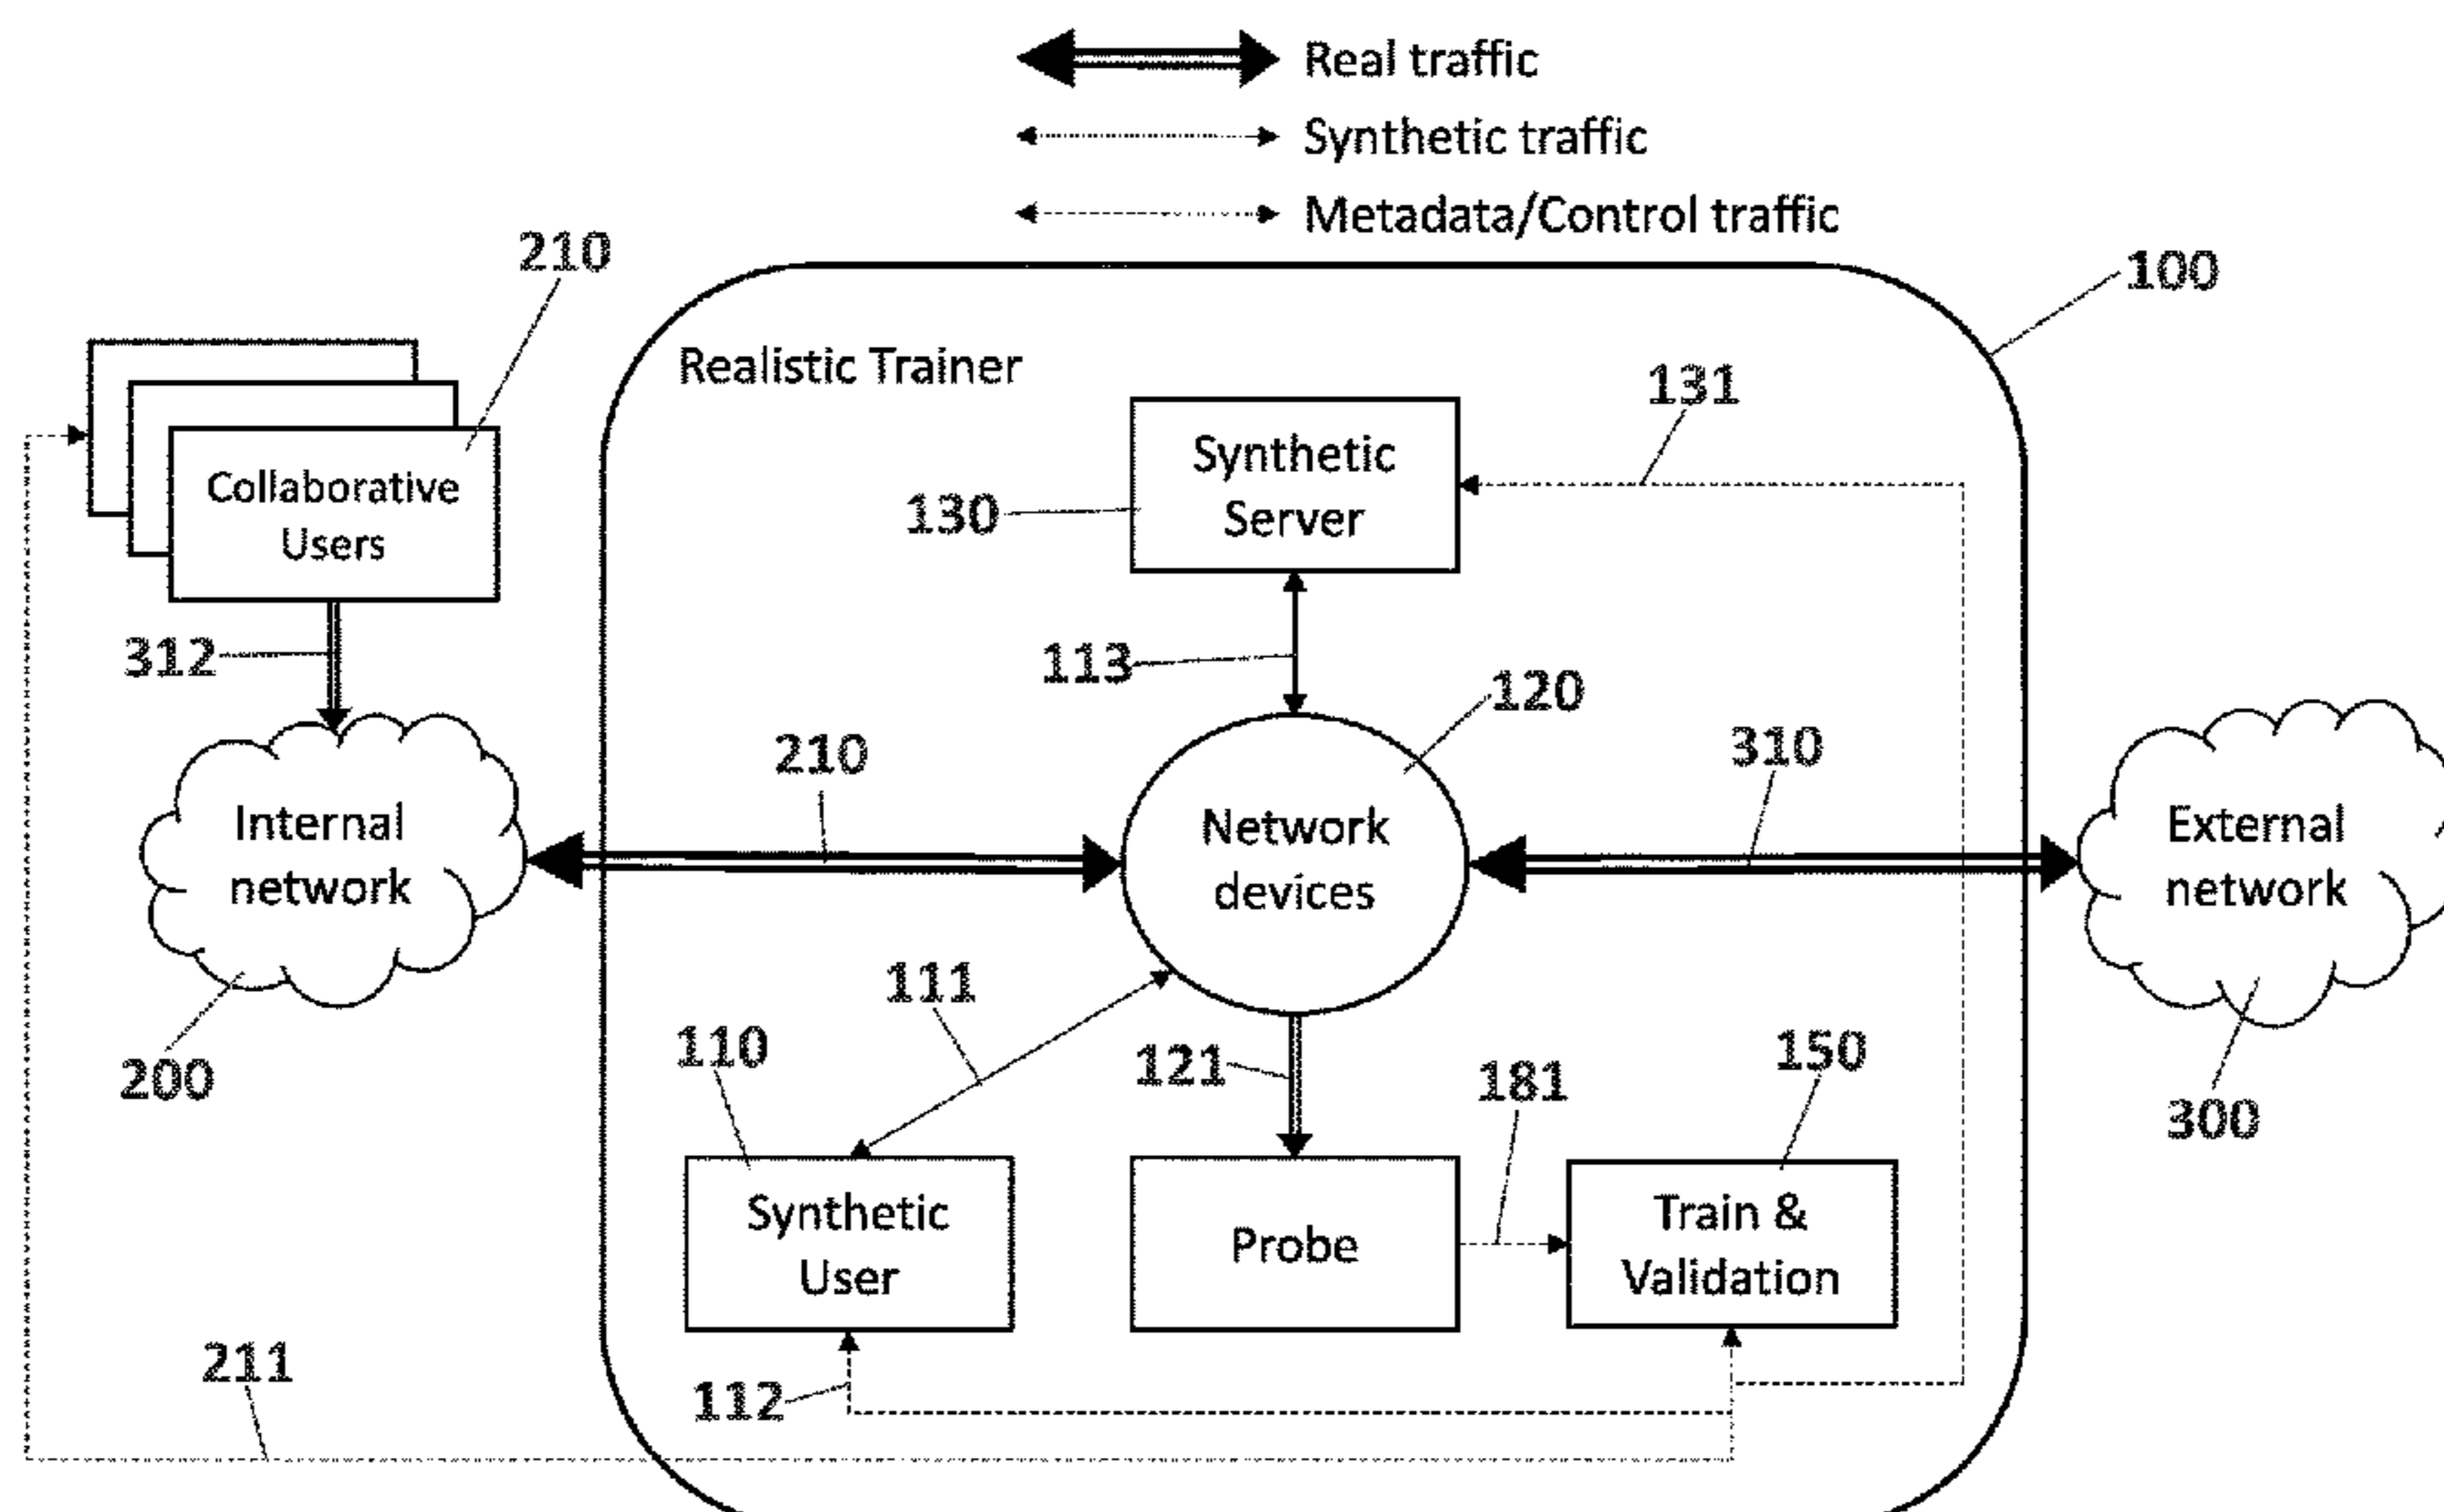 Real traffic
Synthetic traffic
Metadata/Control traffic
210
100
Realistic Trainer
131
Collaborative
Users
Synthetic
Server
130
312
113
120
210
310
Internal
network
Network
devices
External
network
111
110
121
181
150
200
300
Synthetic
User
Probe
Train &
Validation
211
112